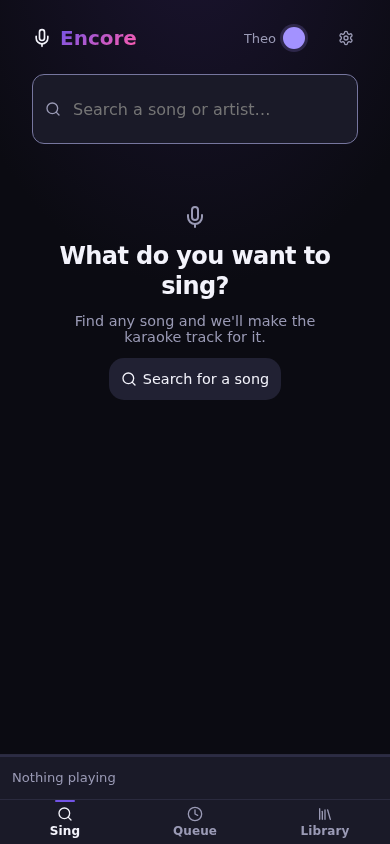 Encore
Theo
Search a song or artist...
What do you want to
sing?
Find any song and we'll make the
karaoke track for it.
Search for a song
Nothing playing
Sing
Queue
Library